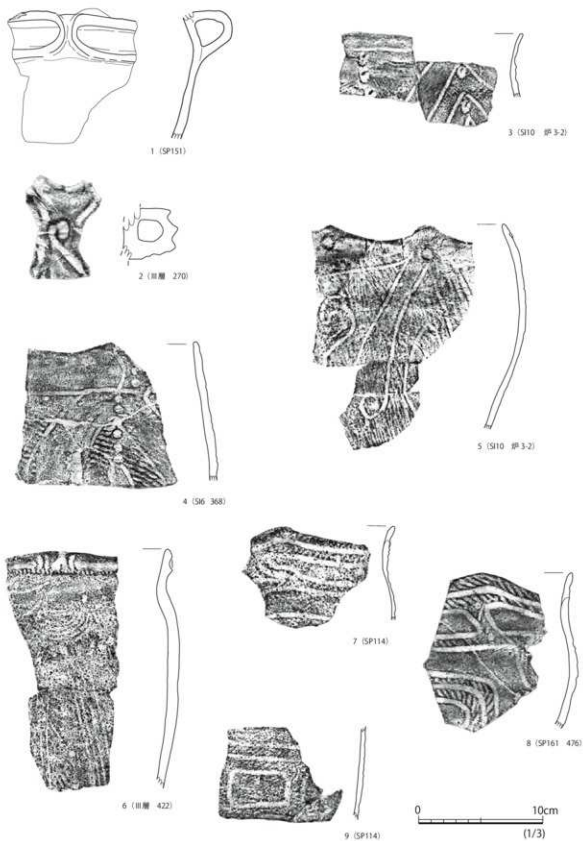 1 (SP151)
3 (SI10 炉 3-2)
2 (Ⅲ層 270)
5 (SI10 炉 3-2)
4 (SI6 368)
7 (SP114)
8 (SP161 476)
6 (Ⅲ層 422)
9 (SP114)
0 10cm
(1/3)